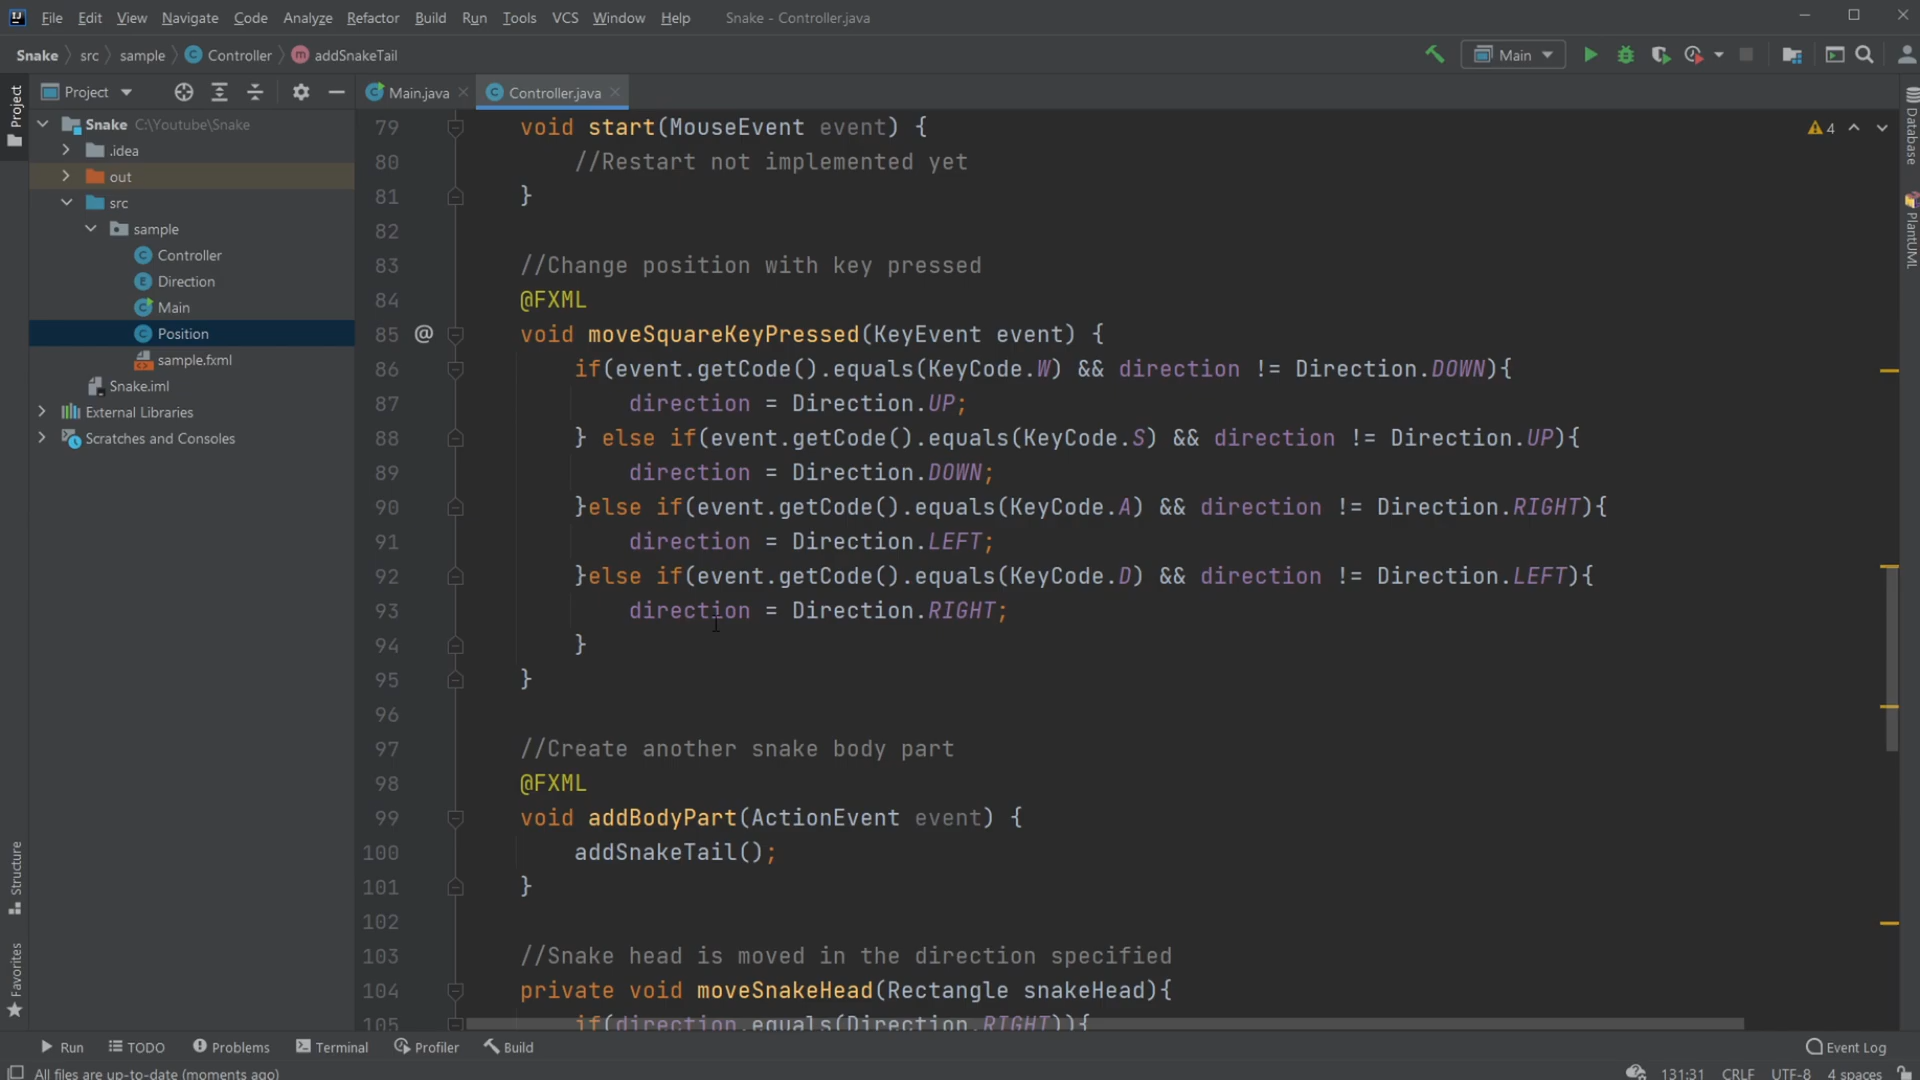 File Edit View Navigate Code Analyze Refactor Build Run Tools VCS Window Help Snake - Controller.java
Snake src sample Controller addSnakeTail Main
Project
Main.java Controller.java
Project
Structure
Favorites
Snake C:\Youtube\Snake
.idea
out
src
sample
Controller
Direction
Main
Position
sample.fxml
Snake.iml
External Libraries
Scratches and Consoles
79 void start(MouseEvent event) {
80 //Restart not implemented yet
81 }
82
83 //Change position with key pressed
84 @FXML
85 @ void moveSquareKeyPressed(KeyEvent event) {
86 if(event.getCode().equals(KeyCode.W) && direction != Direction.DOWN){
87 direction = Direction.UP;
88 } else if(event.getCode().equals(KeyCode.S) && direction != Direction.UP){
89 direction = Direction.DOWN;
90 }else if(event.getCode().equals(KeyCode.A) && direction != Direction.RIGHT){
91 direction = Direction.LEFT;
92 }else if(event.getCode().equals(KeyCode.D) && direction != Direction.LEFT){
93 direction = Direction.RIGHT;
94 }
95 }
96
97 //Create another snake body part
98 @FXML
99 void addBodyPart(ActionEvent event) {
100 addSnakeTail();
101 }
102
103 //Snake head is moved in the direction specified
104 private void moveSnakeHead(Rectangle snakeHead){
105 if(direction.equals(Direction.RIGHT)){
4
Database
PlantUML
Run TODO Problems Terminal Profiler Build Event Log
All files are up-to-date (moments ago) 131:31 CRLF UTF-8 4 spaces